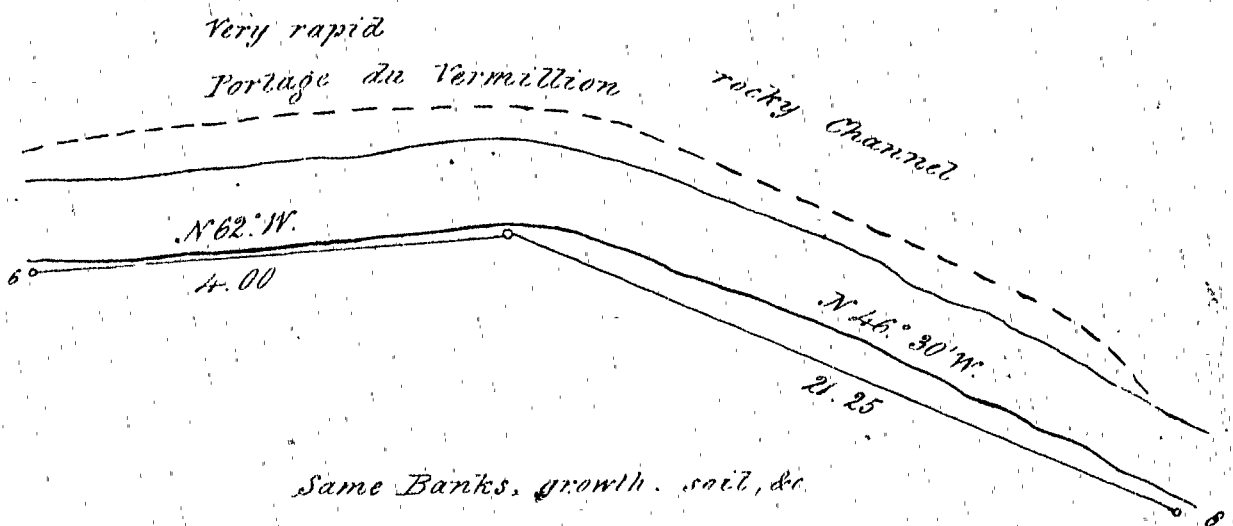 Very rapid
Portage du Vermillion
rocky Channel
N 62.° W.
6
4.00
N 46.° 30' W.
21.25
Same Banks, growth. soil, &c
8